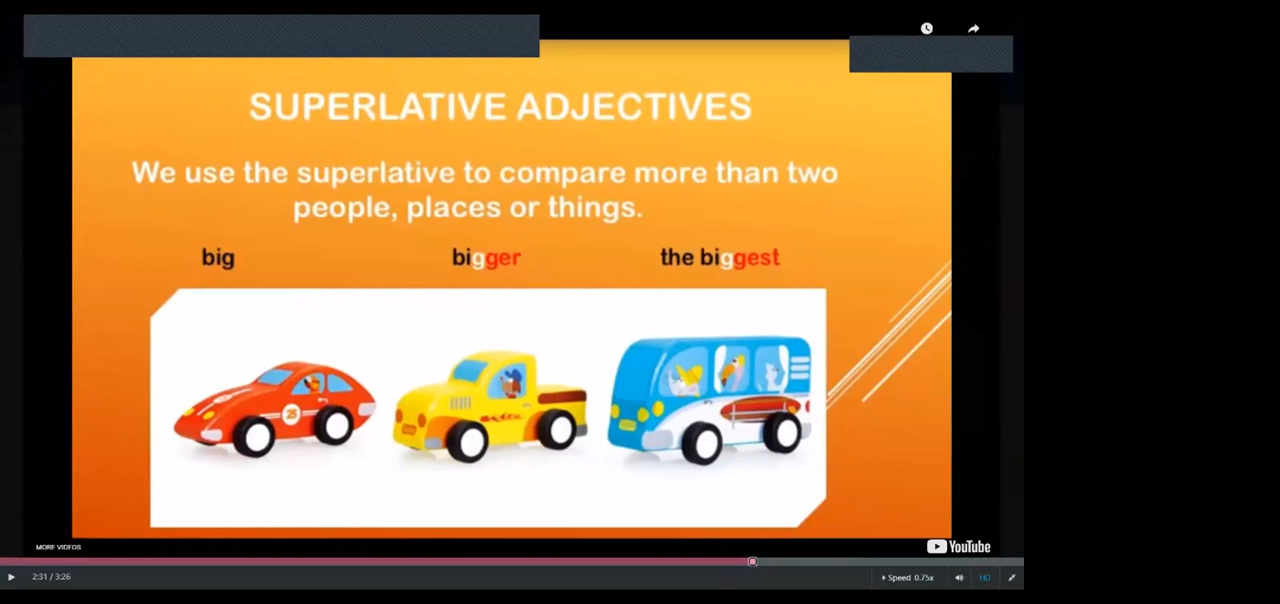 SUPERLATIVE ADJECTIVES
We use the superlative to compare more than two
people, places or things.
big bigger the biggest
25
MORE VIDEOS
YouTube
2:31 / 3:26 Speed 0.75x HD